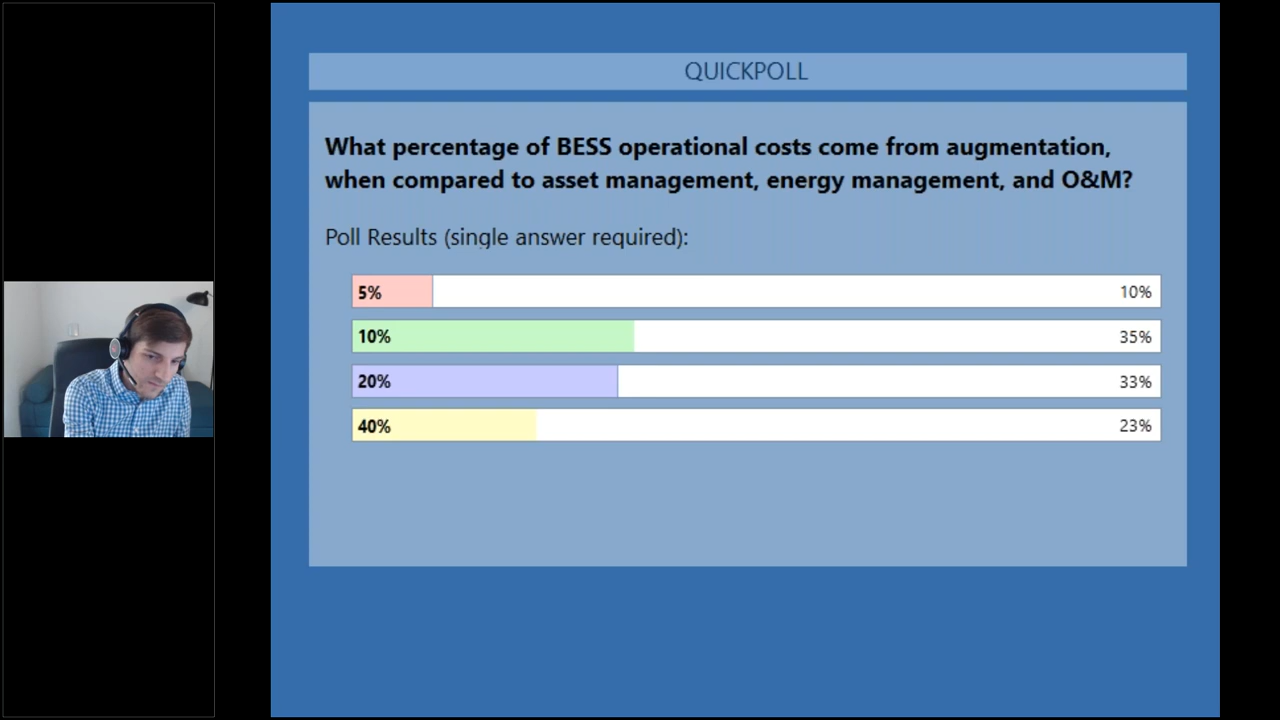 QUICKPOLL
What percentage of BESS operational costs come from augmentation,
when compared to asset management, energy management, and O&M?
Poll Results (single answer required):
5% 10%
10% 35%
20% 33%
40% 23%